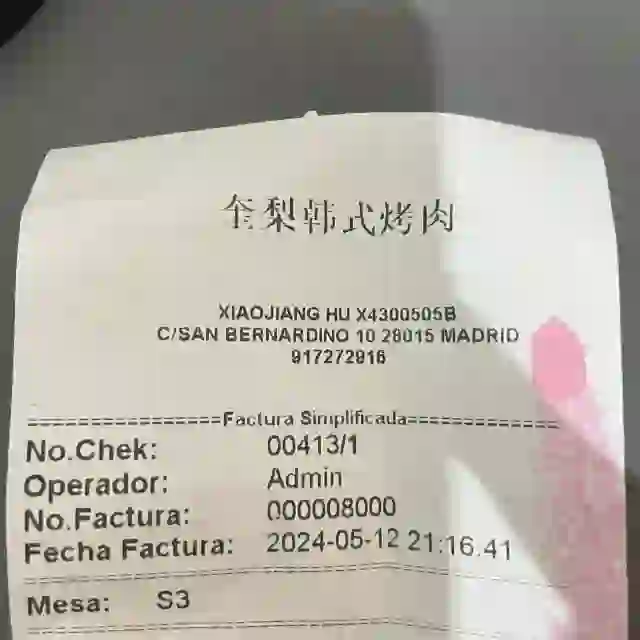 奎梨韩式烤肉
XIAOJIANG HU X4300505B
C/SAN BERNARDINO 10 28015 MADRID
917272916
==================Factura Simplificada==============
No.Chek: 00413/1
Operador: Admin
No.Factura: 000008000
Fecha Factura: 2024-05-12 21:16.41
Mesa: S3